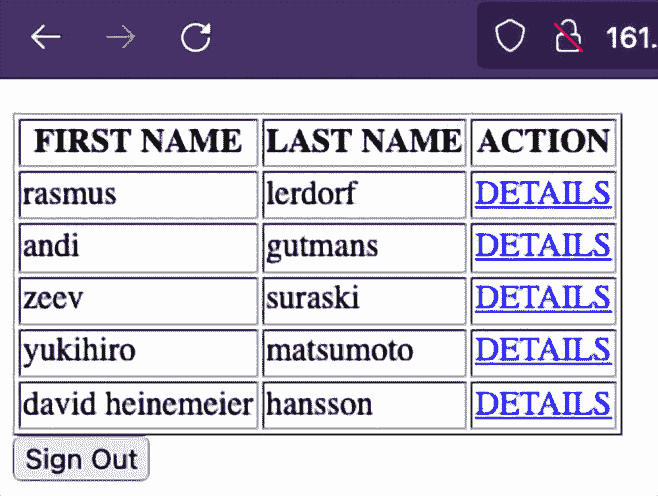 161.
FIRST NAME LAST NAME ACTION
rasmus lerdorf DETAILS
andi gutmans DETAILS
zeev suraski DETAILS
yukihiro matsumoto DETAILS
david heinemeier hansson DETAILS
Sign Out